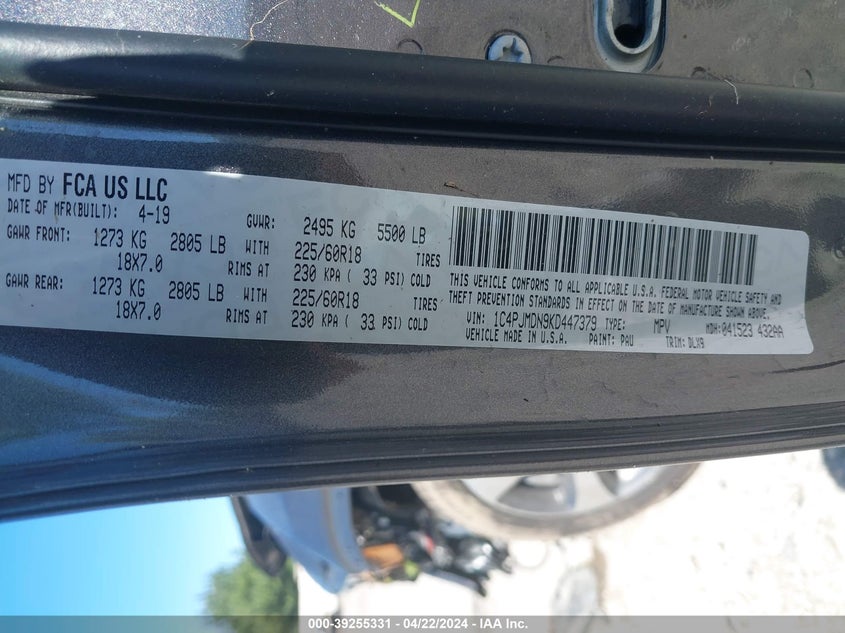 MFD BY FCA US LLC
DATE OF MFR(BUILT): 4-19 GVWR: 2495 KG 5500 LB
GAWR FRONT: 1273 KG 2805 LB WITH 225/60R18 TIRES
18X7.0 RIMS AT 230 KPA ( 33 PSI) COLD
GAWR REAR: 1273 KG 2805 LB WITH 225/60R18 TIRES
18X7.0 RIMS AT 230 KPA ( 33 PSI) COLD
THIS VEHICLE CONFORMS TO ALL APPLICABLE U.S.A. FEDERAL MOTOR VEHICLE SAFETY AND
THEFT PREVENTION STANDARDS IN EFFECT ON THE DATE OF MANUFACTURE SHOWN ABOVE.
VIN: 1C4PJMDN9KD447379 TYPE: MPV MDH: 041523 432AA
VEHICLE MADE IN U.S.A. PAINT: PAU TRIM: DLX9
000-39255331 - 04/22/2024 - IAA Inc.